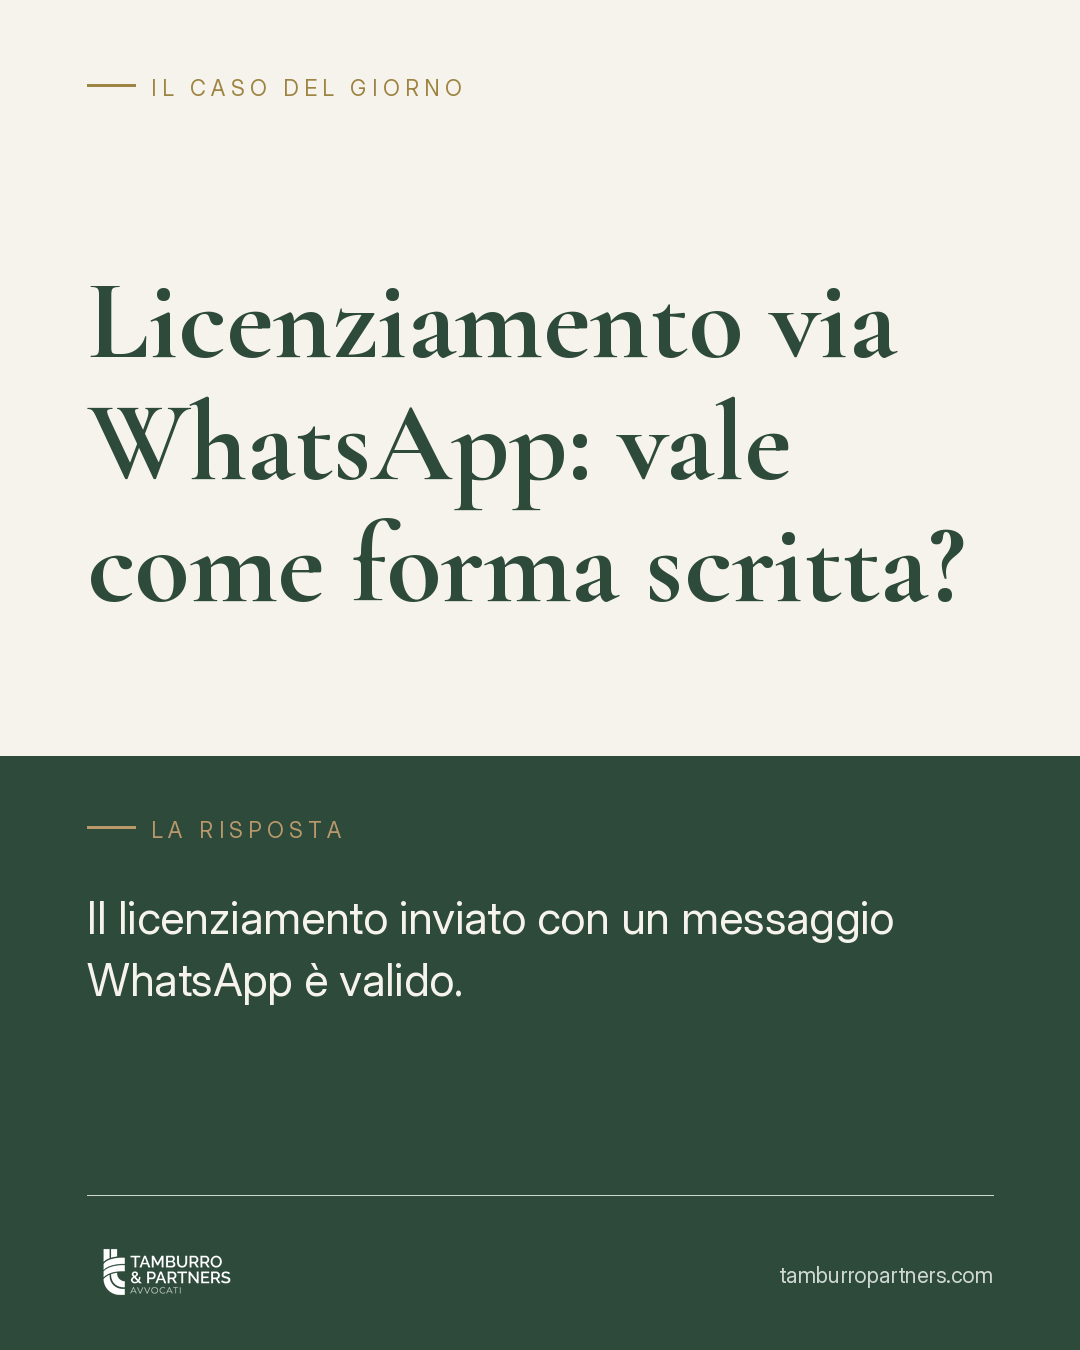 IL CASO DEL GIORNO
Licenziamento via
WhatsApp: vale
come forma scritta?
LA RISPOSTA
Il licenziamento inviato con un messaggio
WhatsApp è valido.
TAMBURRO
& PARTNERS
AVVOCATI
tamburropartners.com